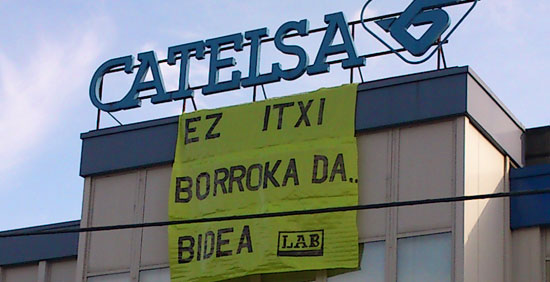 CATELSA
EZ ITXI
BORROKA DA..
BIDEA LAB